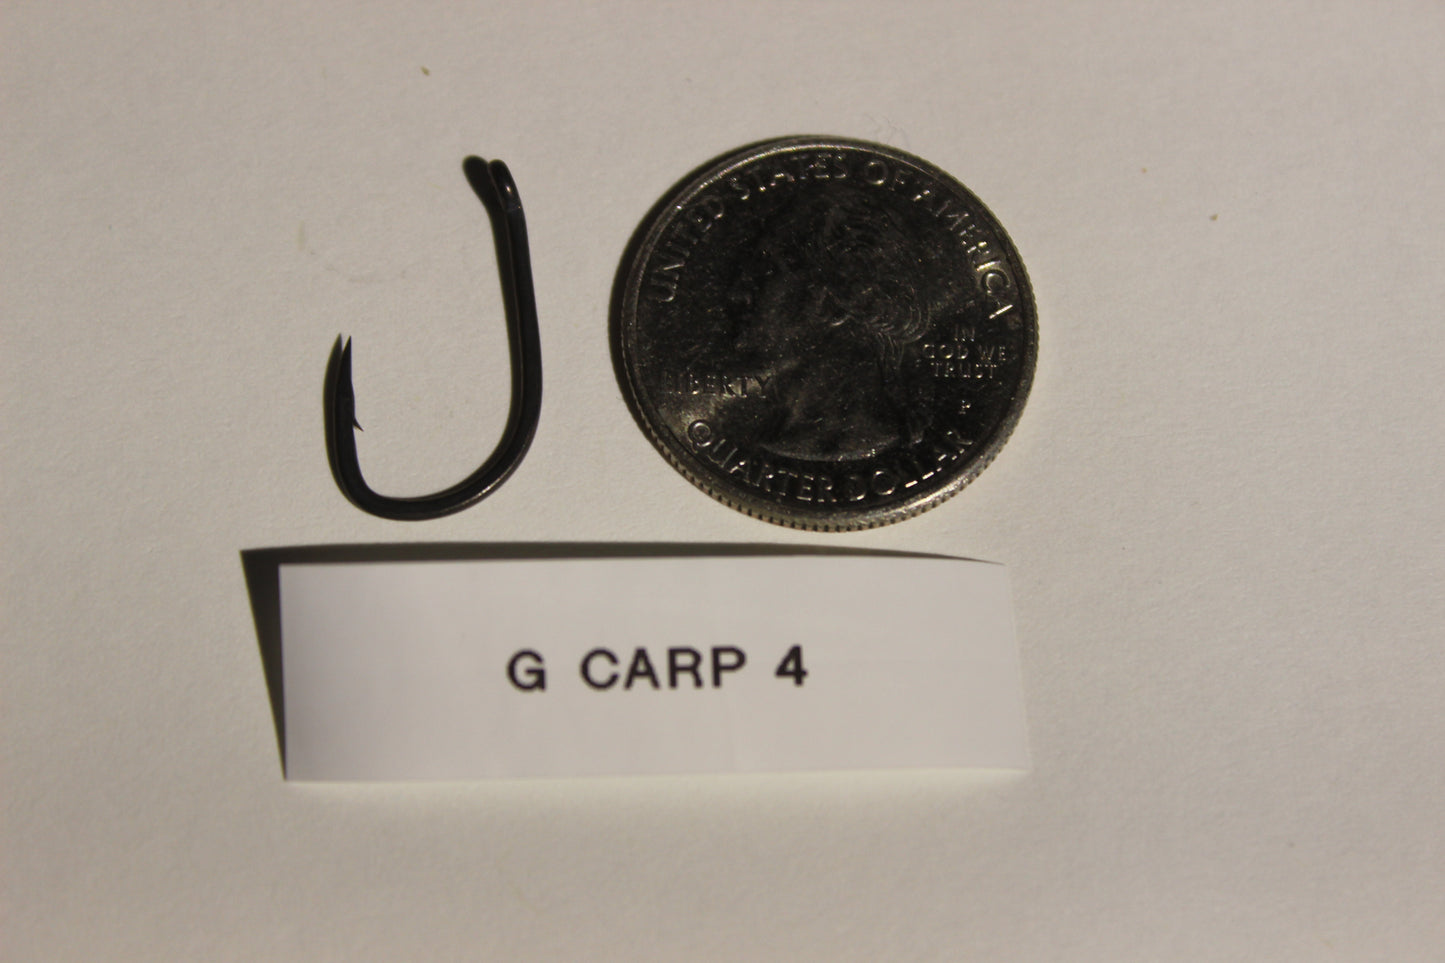 UNITED STATES OF AMERICA
LIBERTY
IN
GOD WE
TRUST
P
QUARTER DOLLAR
G CARP 4